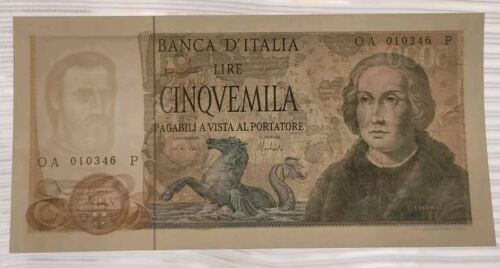 BANCA D'ITALIA
OA 010346 P
LIRE
CINQVEMILA
PAGABILI A VISTA AL PORTATORE
OA 010346 P